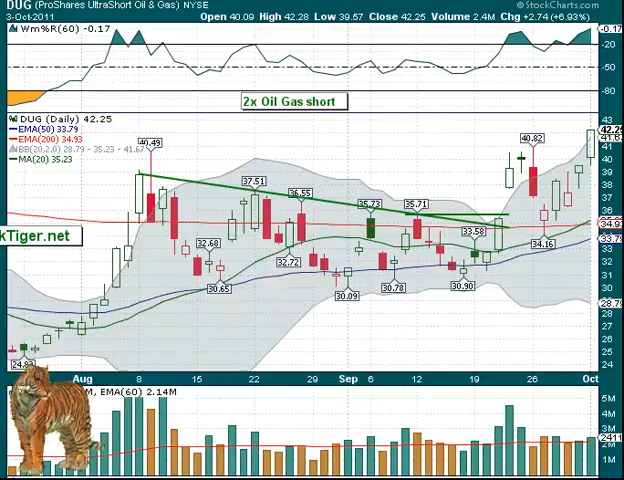 DUG (ProShares UltraShort Oil & Gas) NYSE
© StockCharts.com
3-Oct-2011
Open 40.09 High 42.28 Low 39.57 Close 42.25 Volume 2.4M Chg +2.74 (+6.93%)
Wm%R(60) -0.17
-0.17
-20
-50
-80
2x Oil Gas short
DUG (Daily) 42.25
EMA(50) 33.79
EMA(200) 34.93
BB(20,2.0) 28.79 - 35.23 - 41.67
MA(20) 35.23
43
42.25
41
40
39
38
37
36
34.93
33.79
32
31
30
28.79
27
26
25
24
40.49
40.82
37.51
36.55
35.73
35.71
33.58
34.16
32.68
32.72
30.65
30.09
30.78
30.90
kTiger.net
Aug 8 15 22 29 Sep 6 12 19 26 Oct
EMA(60) 2.14M
5M
4M
3M
2M
1M